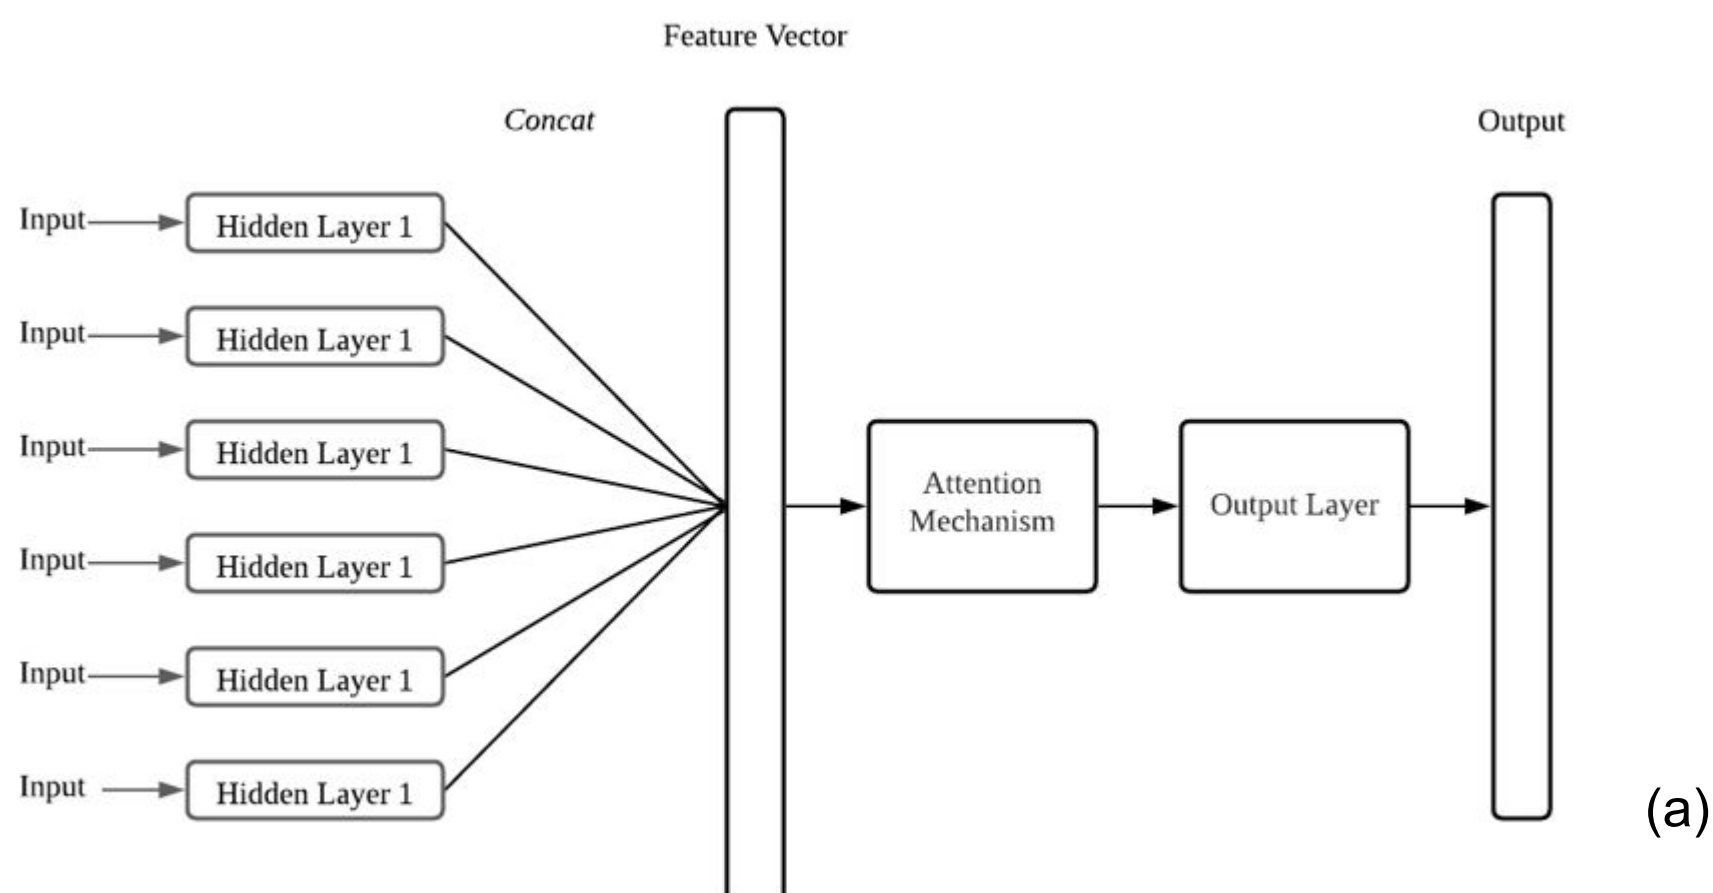 Feature Vector
Concat
Output
Input
Hidden Layer 1
Input
Hidden Layer 1
Input
Hidden Layer 1
Input
Hidden Layer 1
Input
Hidden Layer 1
Input
Hidden Layer 1
Attention
Mechanism
Output Layer
(a)